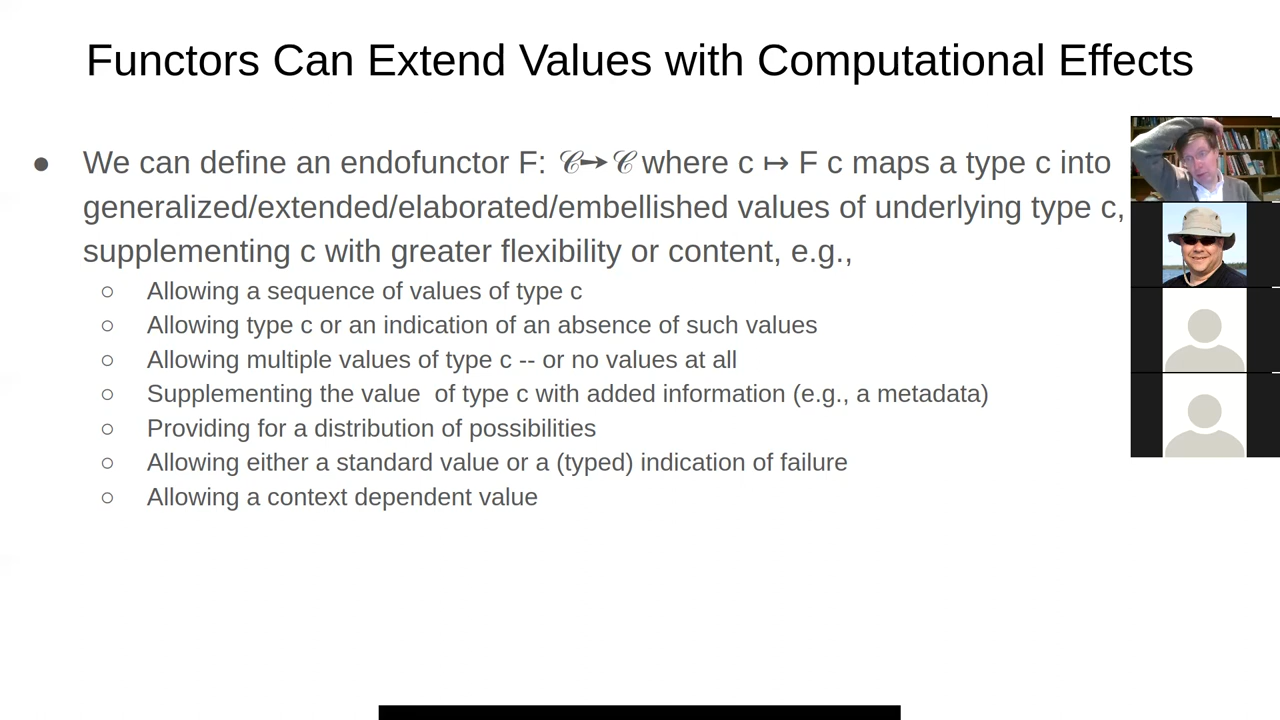 Functors Can Extend Values with Computational Effects
● We can define an endofunctor F: 𝒞→𝒞 where c ↦ F c maps a type c into
generalized/extended/elaborated/embellished values of underlying type c,
supplementing c with greater flexibility or content, e.g.,
○ Allowing a sequence of values of type c
○ Allowing type c or an indication of an absence of such values
○ Allowing multiple values of type c -- or no values at all
○ Supplementing the value  of type c with added information (e.g., a metadata)
○ Providing for a distribution of possibilities
○ Allowing either a standard value or a (typed) indication of failure
○ Allowing a context dependent value